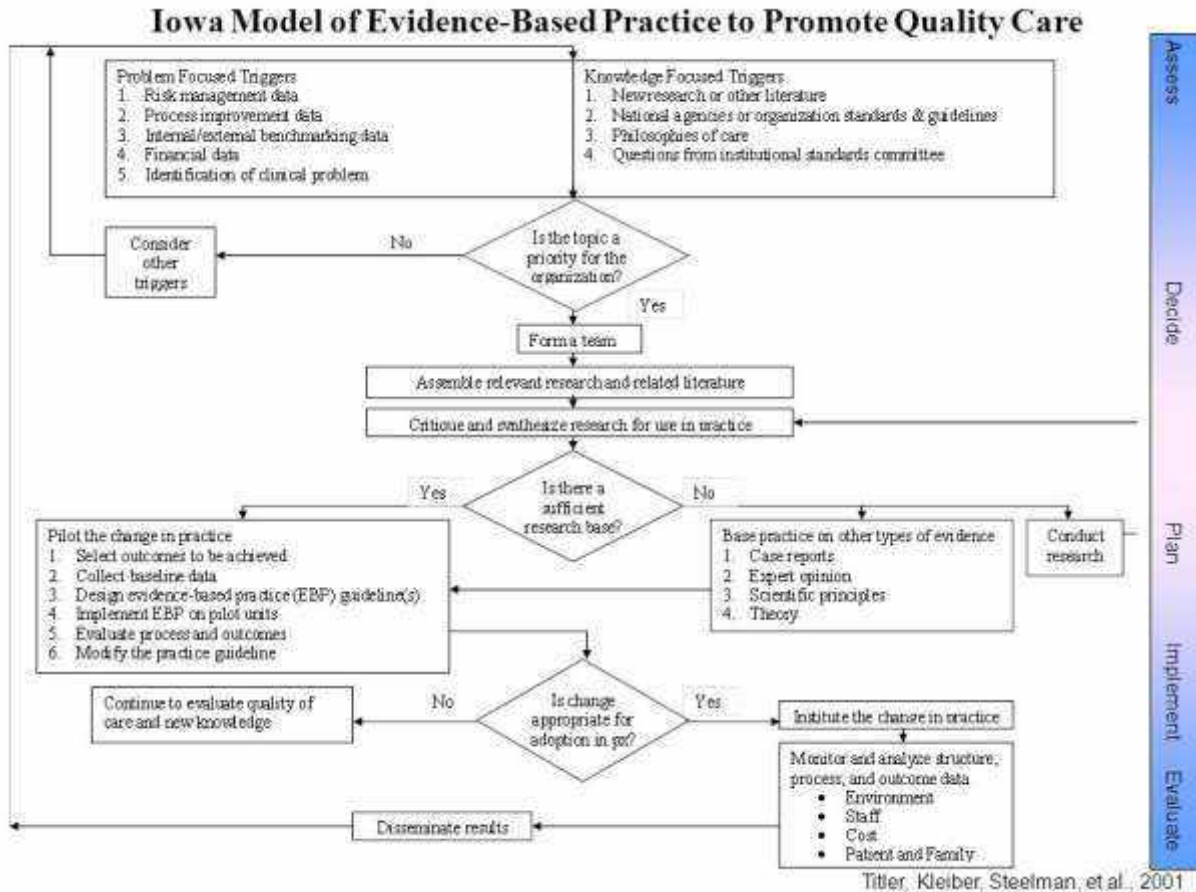 Iowa Model of Evidence-Based Practice to Promote Quality Care
Problem Focused Triggers
1. Risk management data
2. Process improvement data
3. Internal/external benchmarking data
4. Financial data
5. Identification of clinical problem
Knowledge Focused Triggers
1. New research or other literature
2. National agencies or organization standards & guidelines
3. Philosophies of care
4. Questions from institutional standards committee
Assess
Consider
other
triggers
No
Is the topic a
priority for the
organization?
Yes
Decide
Form a team
Assemble relevant research and related literature
Critique and synthesize research for use in practice
Yes
Is there a
sufficient
research base?
No
Pilot the change in practice
1. Select outcomes to be achieved
2. Collect baseline data
3. Design evidence-based practice (EBP) guideline(s)
4. Implement EBP on pilot units
5. Evaluate process and outcomes
6. Modify the practice guideline
Base practice on other types of evidence
1. Case reports
2. Expert opinion
3. Scientific principles
4. Theory
Conduct
research
Plan
Continue to evaluate quality of
care and new knowledge
No
Is change
appropriate for
adoption in px?
Yes
Institute the change in practice
Implement
Monitor and analyze structure,
process, and outcome data
• Environment
• Staff
• Cost
• Patient and Family
Evaluate
Disseminate results
Titler, Kleiber, Steelman, et al., 2001